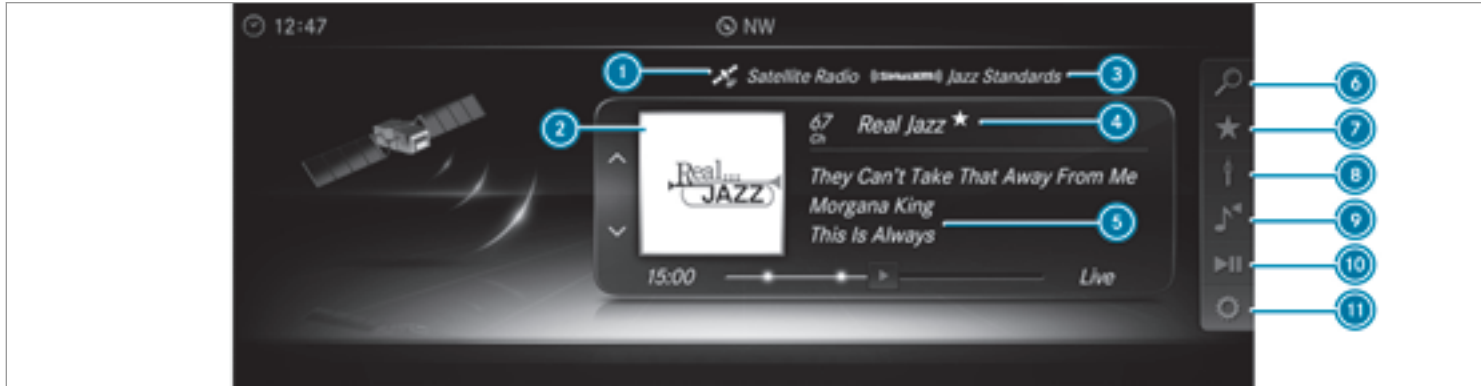 12:47
NW
1 Satellite Radio ((SiriusXM)) Jazz Standards 3
2
67 Ch Real Jazz ★ 4
Real...
JAZZ
They Can't Take That Away From Me
Morgana King
This Is Always
5
15:00 Live
6
7
8
9
10
11